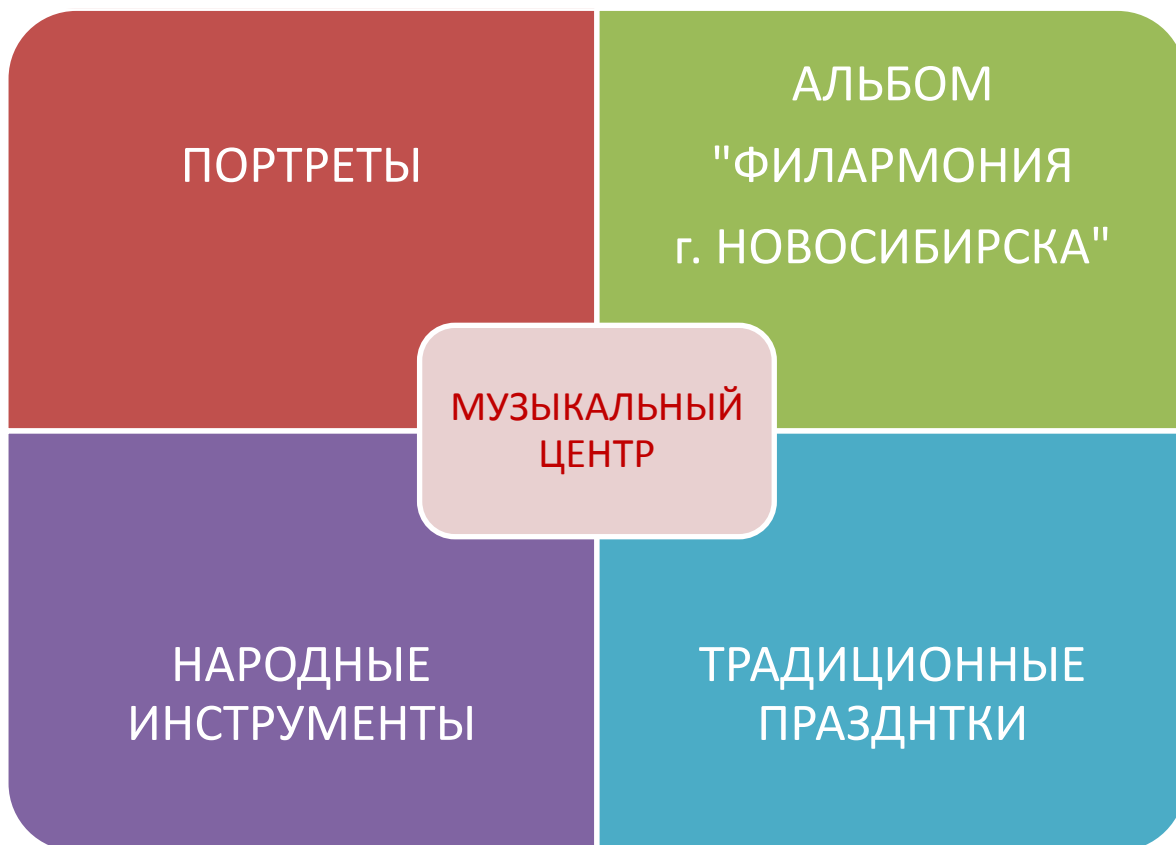 ПОРТРЕТЫ
АЛЬБОМ
"ФИЛАРМОНИЯ
г. НОВОСИБИРСКА"
МУЗЫКАЛЬНЫЙ
ЦЕНТР
НАРОДНЫЕ
ИНСТРУМЕНТЫ
ТРАДИЦИОННЫЕ
ПРАЗДНТКИ